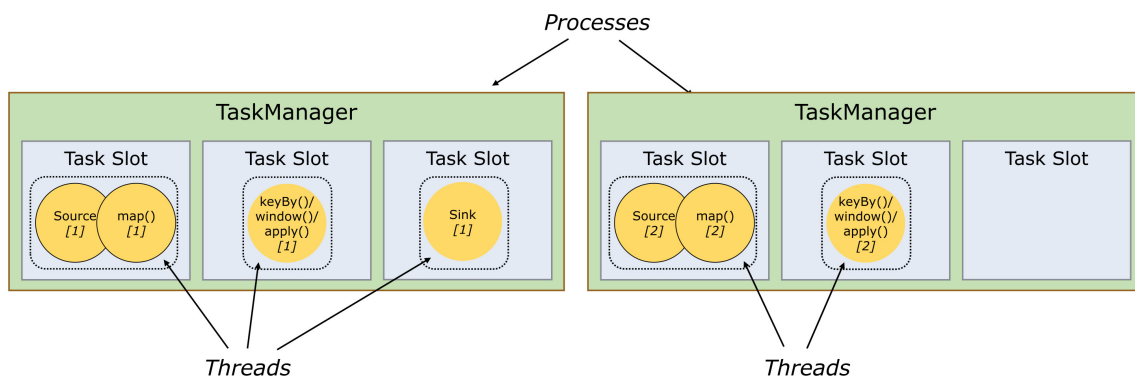 Processes
TaskManager
Task Slot
Source
[1]
map()
[1]
Task Slot
keyBy()/
window()/
apply()
[1]
Task Slot
Sink
[1]
Threads
TaskManager
Task Slot
Source
[2]
map()
[2]
Task Slot
keyBy()/
window()/
apply()
[2]
Task Slot
Threads